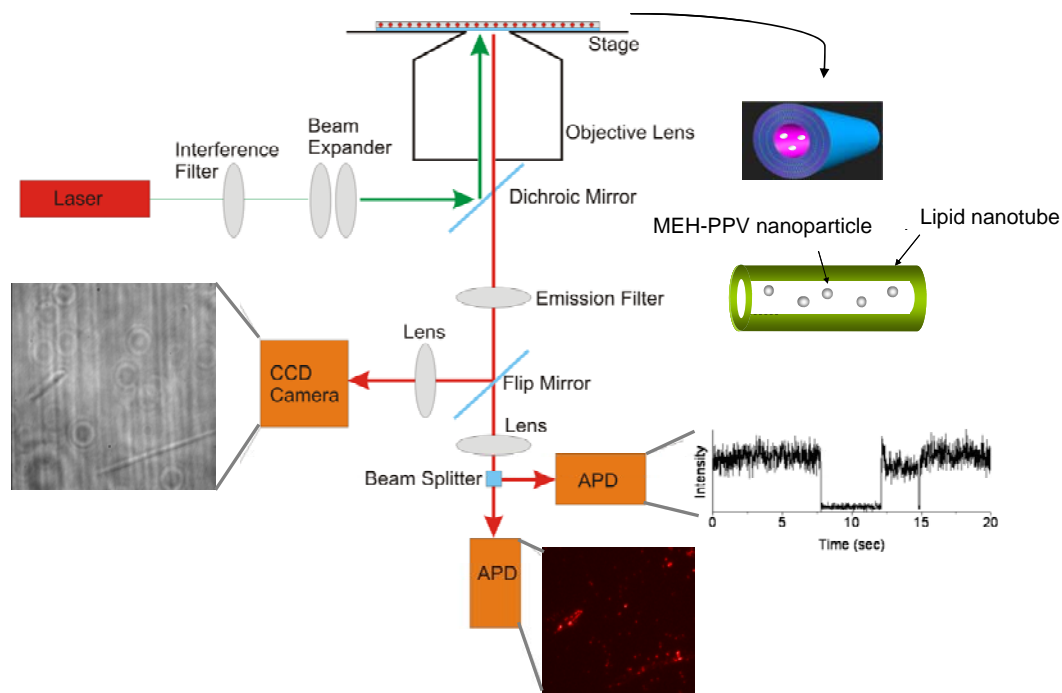 Stage
Objective Lens
Beam
Expander
Interference
Filter
Laser
Dichroic Mirror
MEH-PPV nanoparticle
Lipid nanotube
Emission Filter
Lens
CCD
Camera
Flip Mirror
Lens
Beam Splitter
APD
APD
Intensity
0
5
10
15
20
Time (sec)